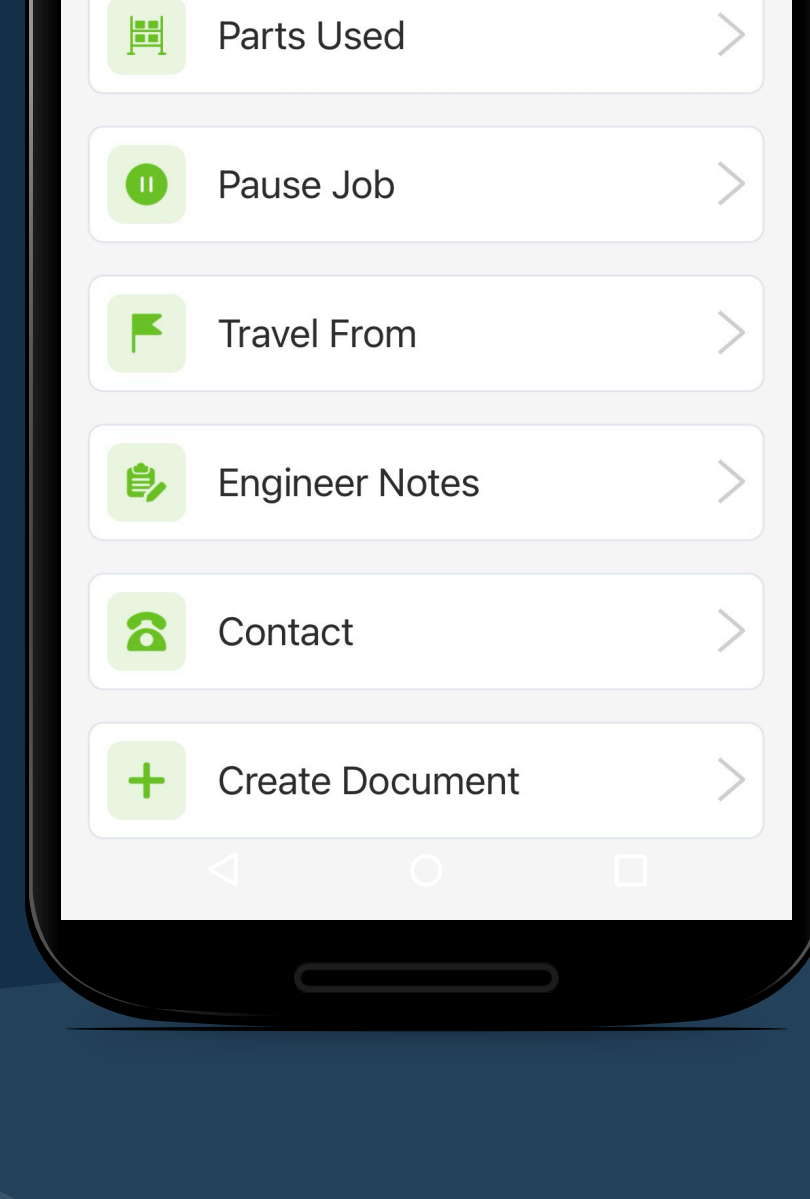 Parts Used
Pause Job
Travel From
Engineer Notes
Contact
Create Document